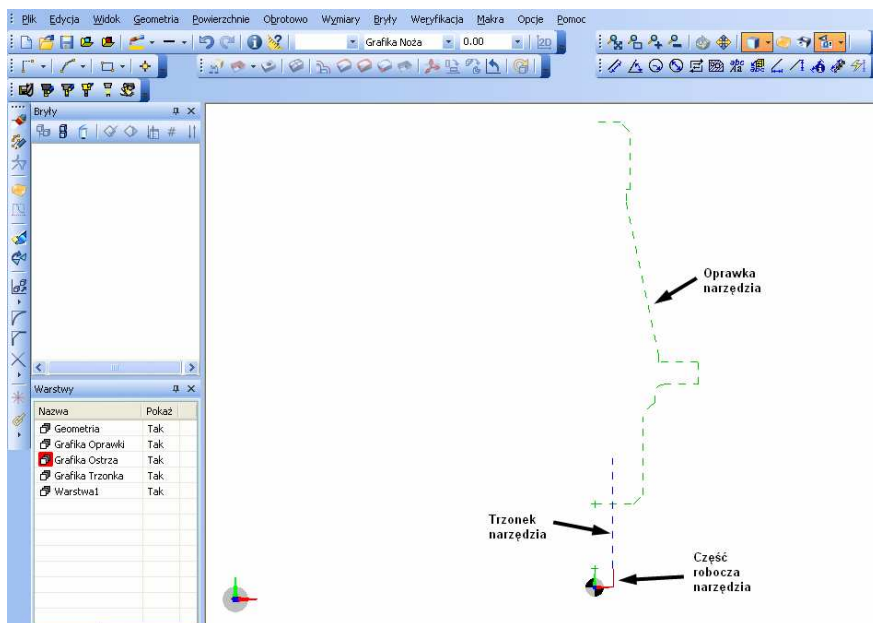 Plik Edycja Widok Geometria Powierzchnie Obrotowo Wymiary Bryły Weryfikacja Makra Opcje Pomoc
Grafika Noża 0.00 2D
Bryły
Oprawka
narzędzia
Warstwy
Nazwa Pokaż
Geometria Tak
Grafika Oprawki Tak
Grafika Ostrza Tak
Grafika Trzonka Tak
Warstwa1 Tak
Trzonek
narzędzia
Część
robocza
narzędzia